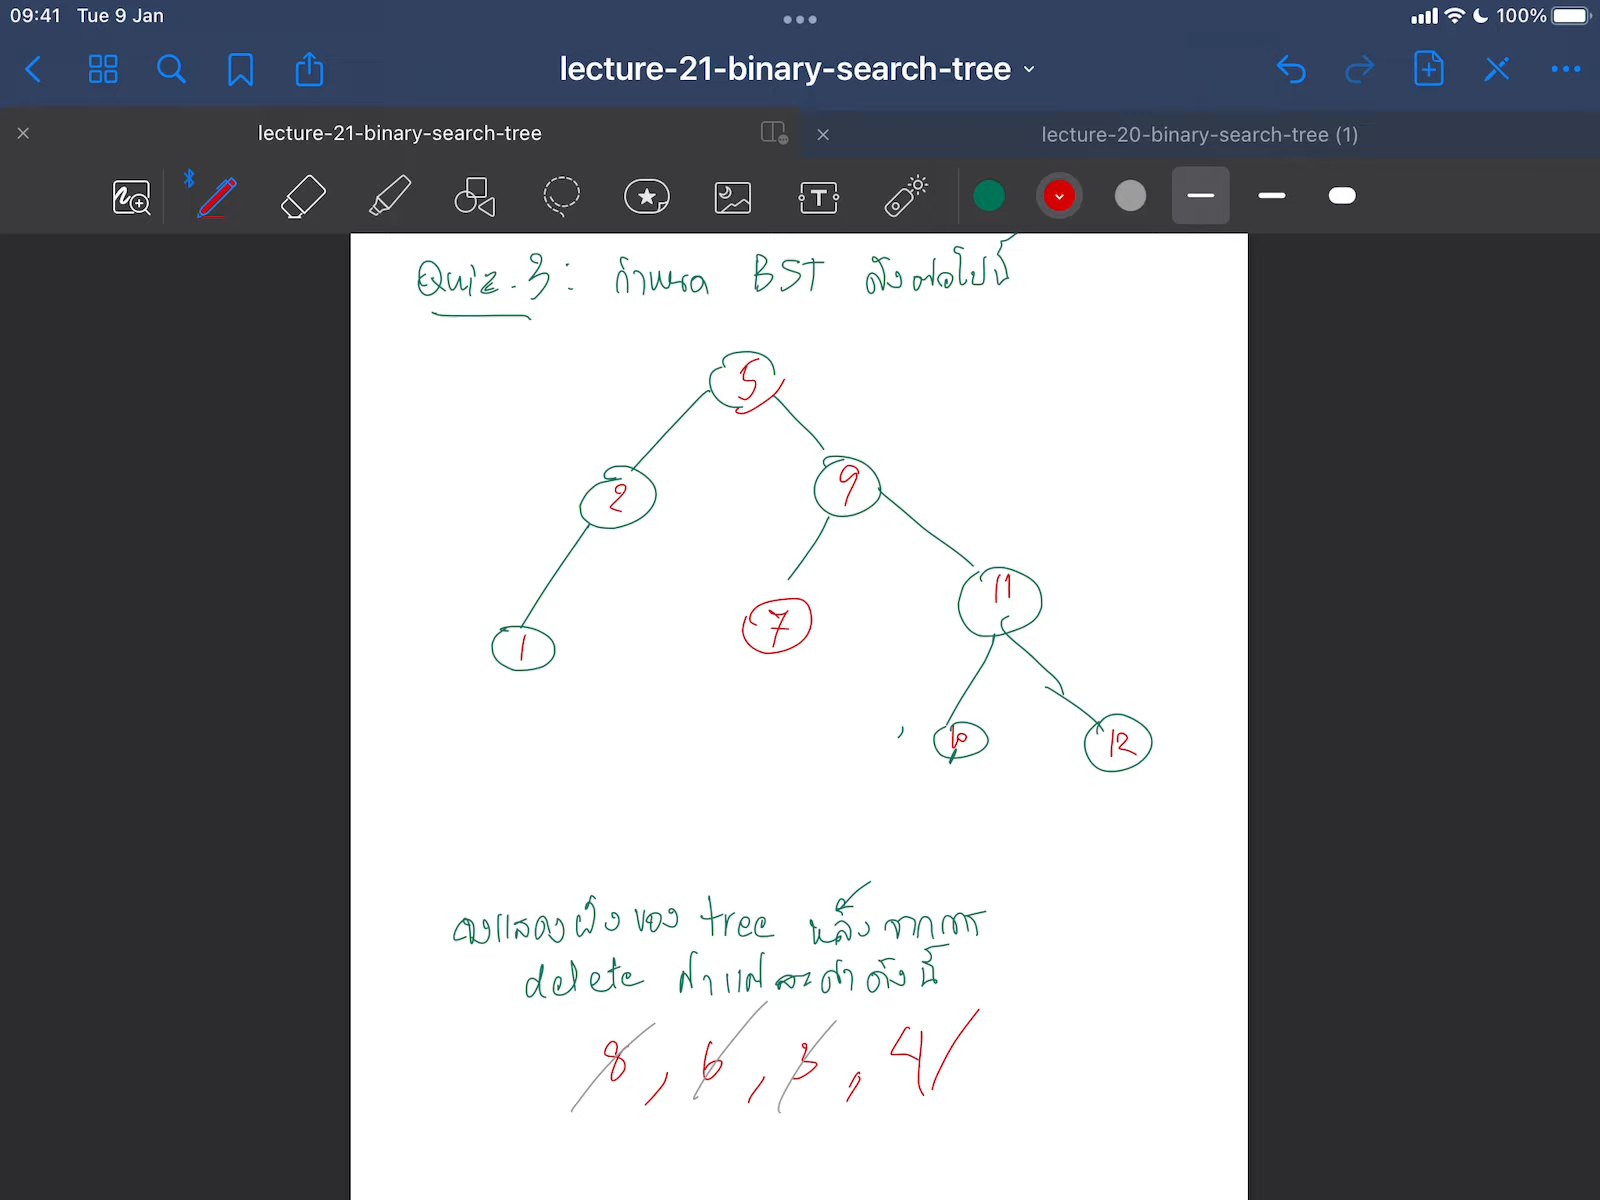 09:41 Tue 9 Jan
100%
lecture-21-binary-search-tree
lecture-21-binary-search-tree
lecture-20-binary-search-tree (1)
T
Quiz.3: กำหนด BST ดังต่อไปนี้
5
2
9
7
11
1
10
12
จงแสดงผังของ tree หลังจากการ
delete ค่าแต่ละค่าดังนี้
8, 6, 3, 4